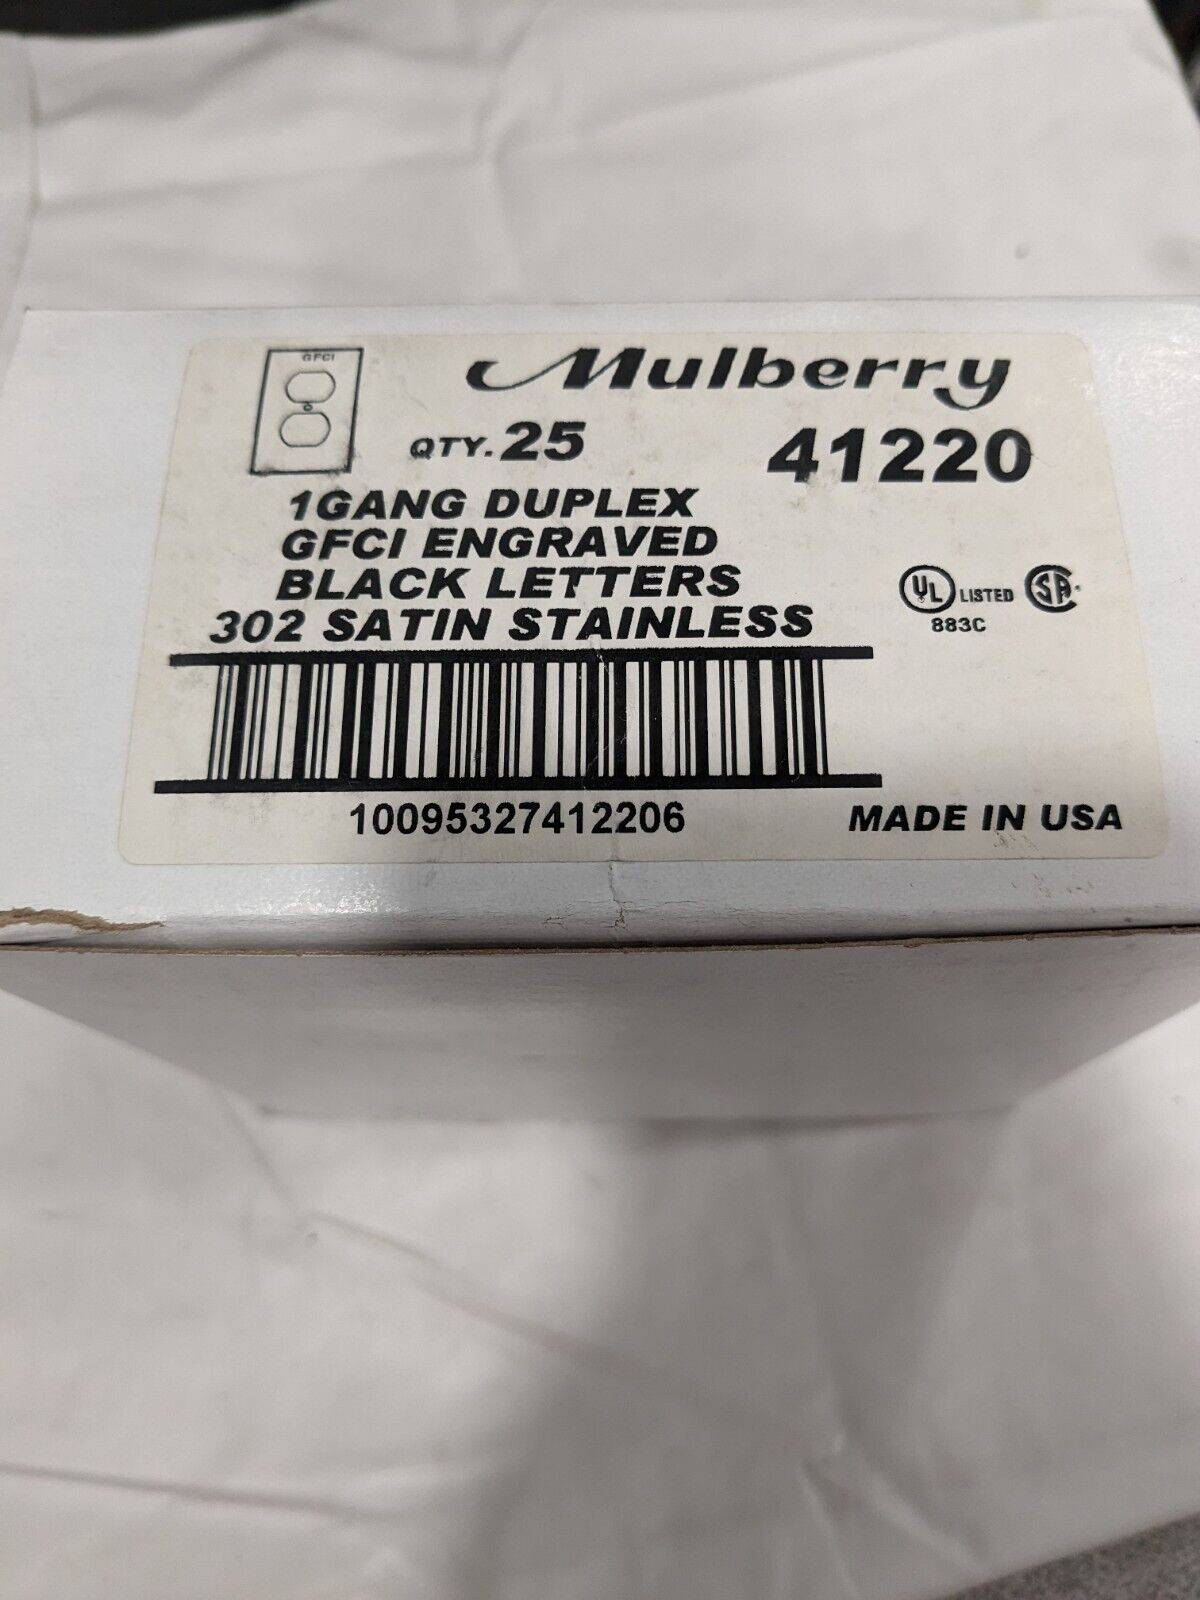 GFCI
Mulberry
QTY. 25
41220
1GANG DUPLEX
GFCI ENGRAVED
BLACK LETTERS
302 SATIN STAINLESS
UL LISTED SA
883C
10095327412206
MADE IN USA